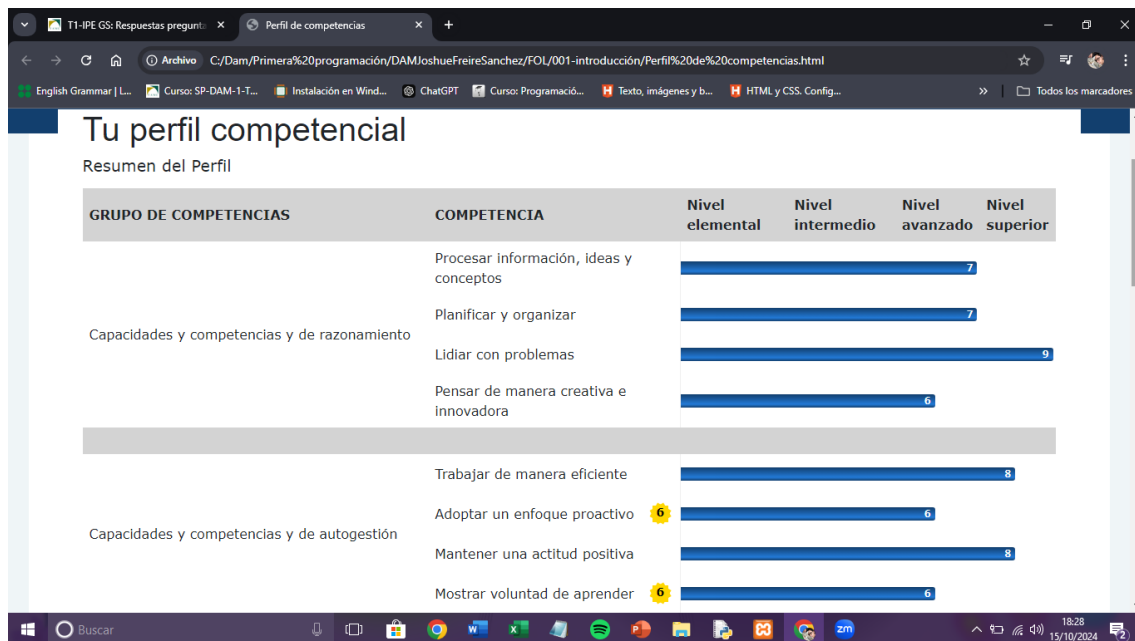 T1-IPE GS: Respuestas pregunt
Perfil de competencias
Archivo C:/Dam/Primera%20programación/DAMJoshueFreireSanchez/FOL/001-introducción/Perfil%20de%20competencias.html
English Grammar | L... Curso: SP-DAM-1-T... Instalación en Wind... ChatGPT Curso: Programació... Texto, imágenes y b... HTML y CSS. Config... » Todos los marcadores
Tu perfil competencial
Resumen del Perfil
GRUPO DE COMPETENCIAS
COMPETENCIA
Nivel elemental
Nivel intermedio
Nivel avanzado
Nivel superior
Capacidades y competencias y de razonamiento
Procesar información, ideas y
conceptos
7
Planificar y organizar
7
Lidiar con problemas
9
Pensar de manera creativa e
innovadora
6
Capacidades y competencias y de autogestión
Trabajar de manera eficiente
8
Adoptar un enfoque proactivo 6
6
Mantener una actitud positiva
8
Mostrar voluntad de aprender 6
6
Buscar
zm
18:28
15/10/2024
2